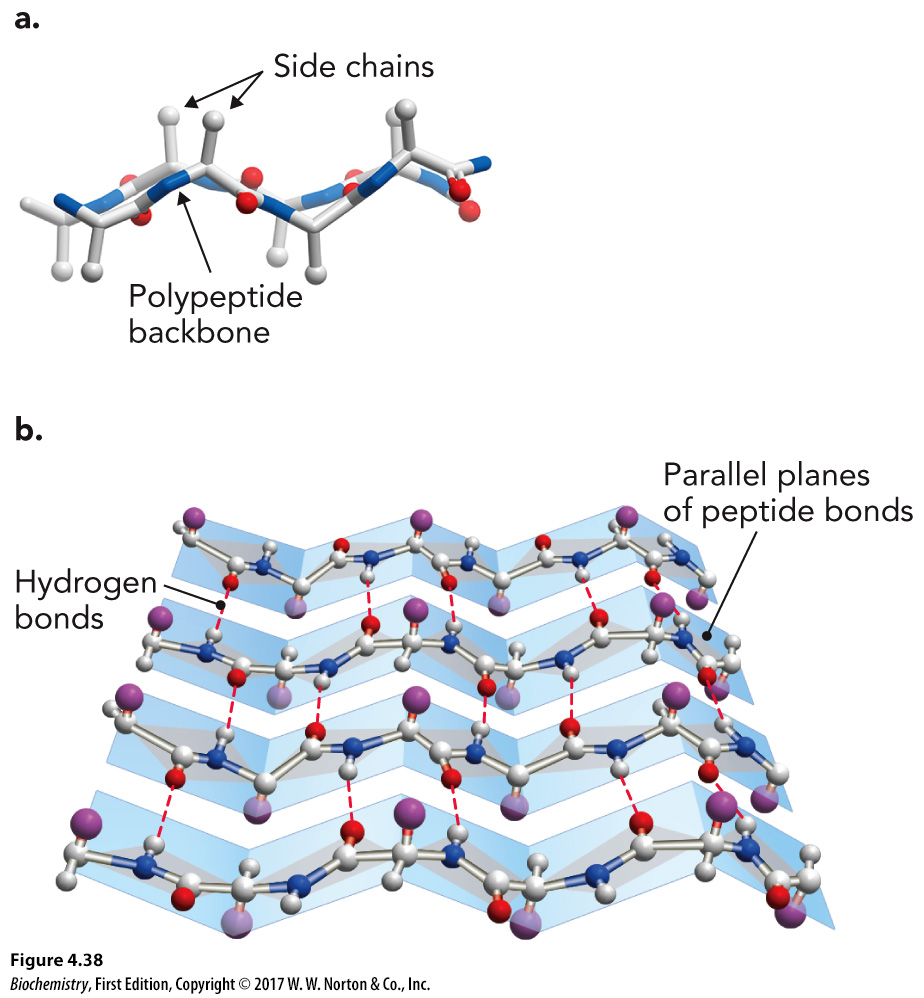 a.
Side chains
Polypeptide
backbone
b.
Parallel planes
of peptide bonds
Hydrogen
bonds
Figure 4.38
Biochemistry, First Edition, Copyright © 2017 W. W. Norton & Co., Inc.